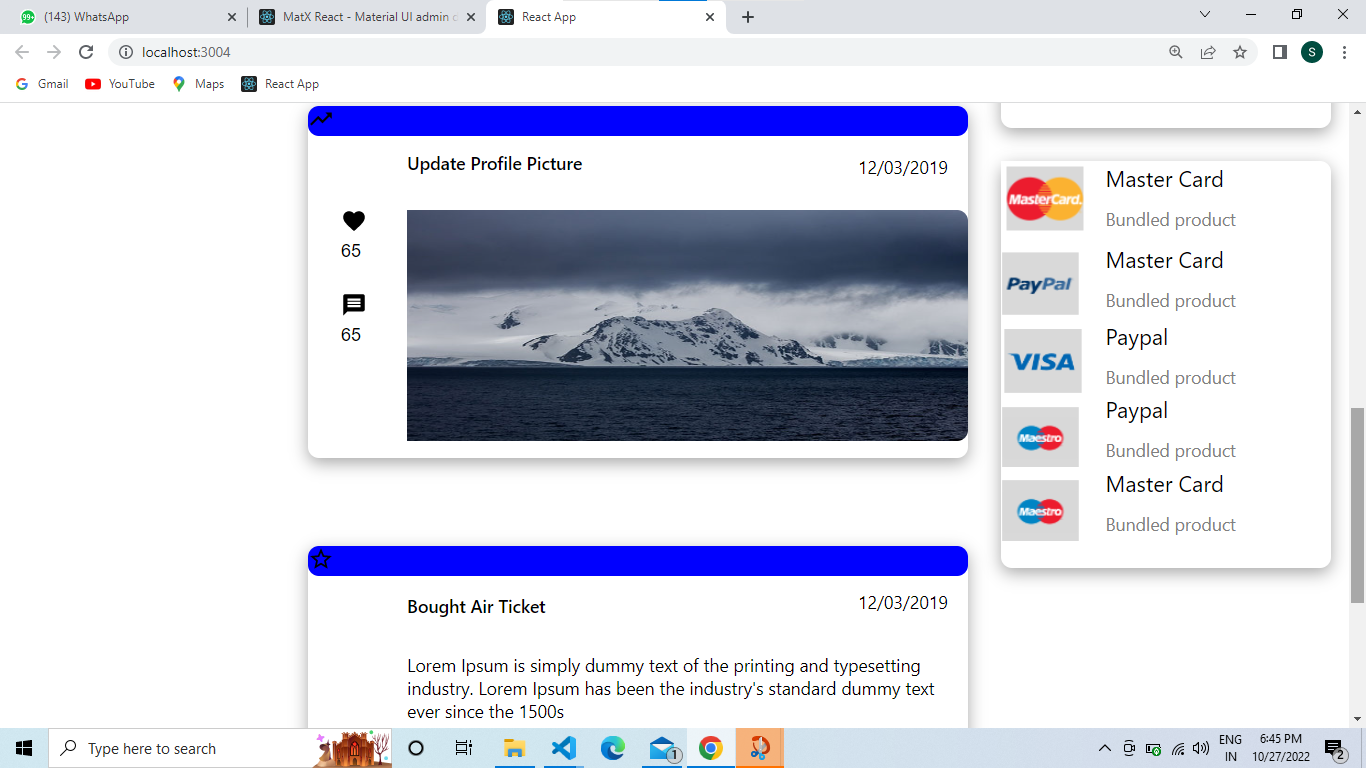 99+
(143) WhatsApp
MatX React - Material UI admin d
React App
localhost:3004
S
Gmail
YouTube
Maps
React App
Update Profile Picture
12/03/2019
65
65
MasterCard.
Master Card
Bundled product
PayPal
Master Card
Bundled product
VISA
Paypal
Bundled product
Maestro
Paypal
Bundled product
Maestro
Master Card
Bundled product
Bought Air Ticket
12/03/2019
Lorem Ipsum is simply dummy text of the printing and typesetting
industry. Lorem Ipsum has been the industry's standard dummy text
ever since the 1500s
Type here to search
1
ENG
IN
6:45 PM
10/27/2022
2